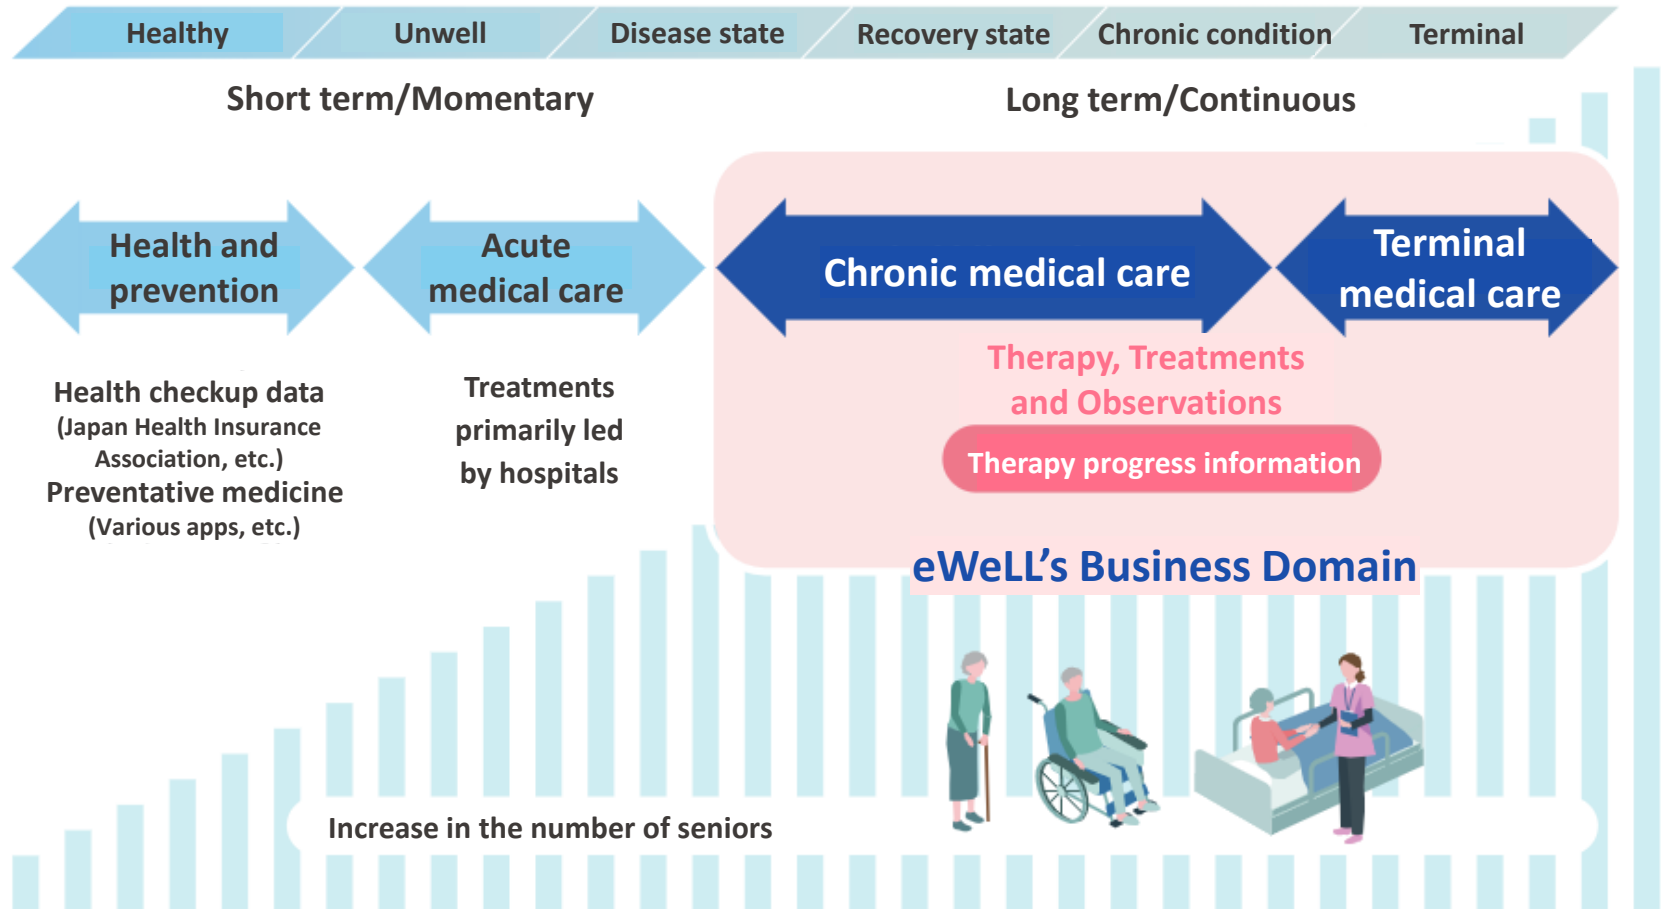 Healthy
Unwell
Disease state
Recovery state
Chronic condition
Terminal
Short term/Momentary
Long term/Continuous
Health and
prevention
Acute
medical care
Chronic medical care
Terminal
medical care
Health checkup data
(Japan Health Insurance
Association, etc.)
Preventative medicine
(Various apps, etc.)
Treatments
primarily led
by hospitals
Therapy, Treatments
and Observations
Therapy progress information
eWeLL’s Business Domain
Increase in the number of seniors